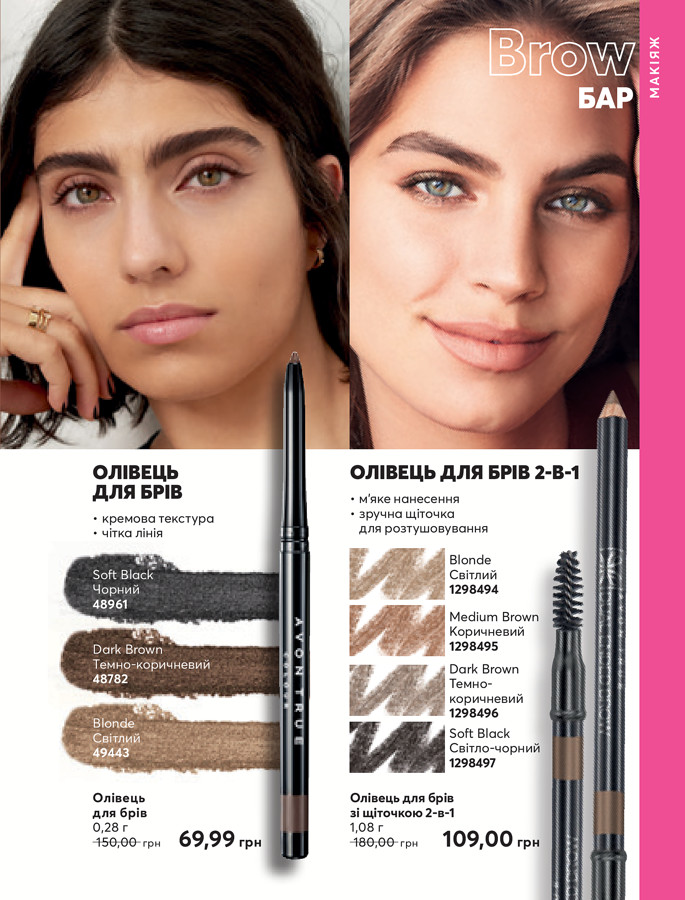 Brow
БАР
МАКІЯЖ
ОЛІВЕЦЬ
ДЛЯ БРІВ
• кремова текстура
• чітка лінія
Soft Black
Чорний
48961
Dark Brown
Темно-коричневий
48782
Blonde
Світлий
49443
Олівець
для брів
0,28 г
150,00 грн
69,99 грн
AVON TRUE
COLOUR
ОЛІВЕЦЬ ДЛЯ БРІВ 2-В-1
• м'яке нанесення
• зручна щіточка
для розтушовування
Blonde
Світлий
1298494
Medium Brown
Коричневий
1298495
Dark Brown
Темно-
коричневий
1298496
Soft Black
Світло-чорний
1298497
Олівець для брів
зі щіточкою 2-в-1
1,08 г
180,00 грн
109,00 грн